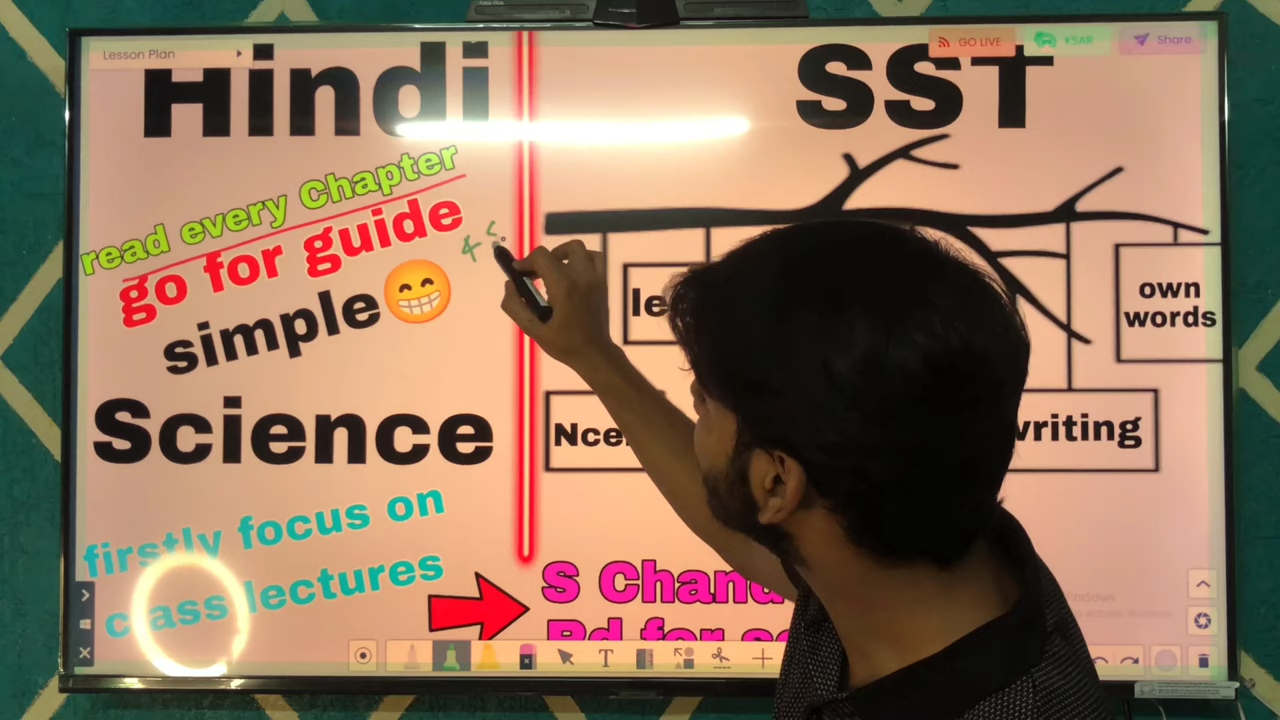 Lesson Plan
GO LIVE
Share
Hindi
SST
read every Chapter
go for guide
simple
own
words
Science
writing
firstly focus on
class lectures
S Chand